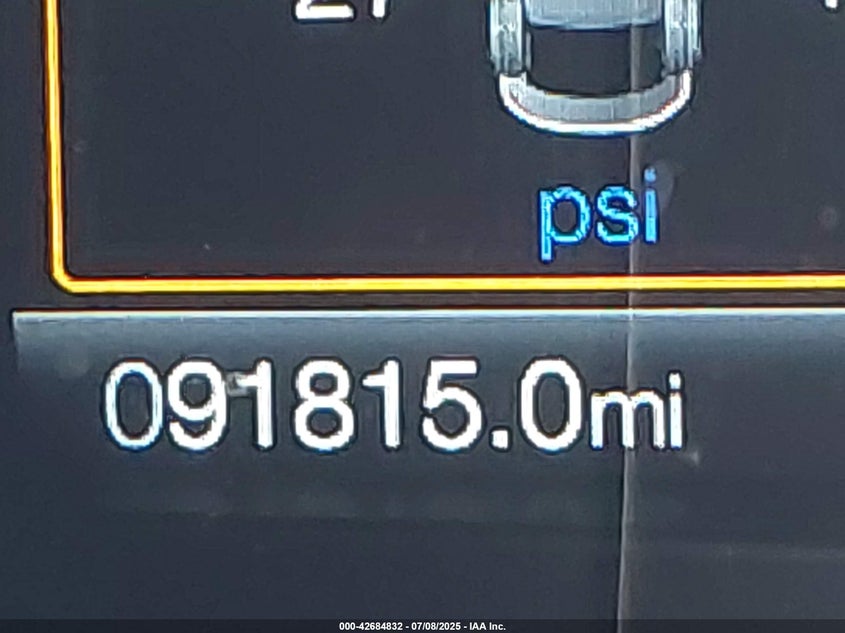 psi
091815.0mi
000-42684832 - 07/08/2025 - IAA Inc.